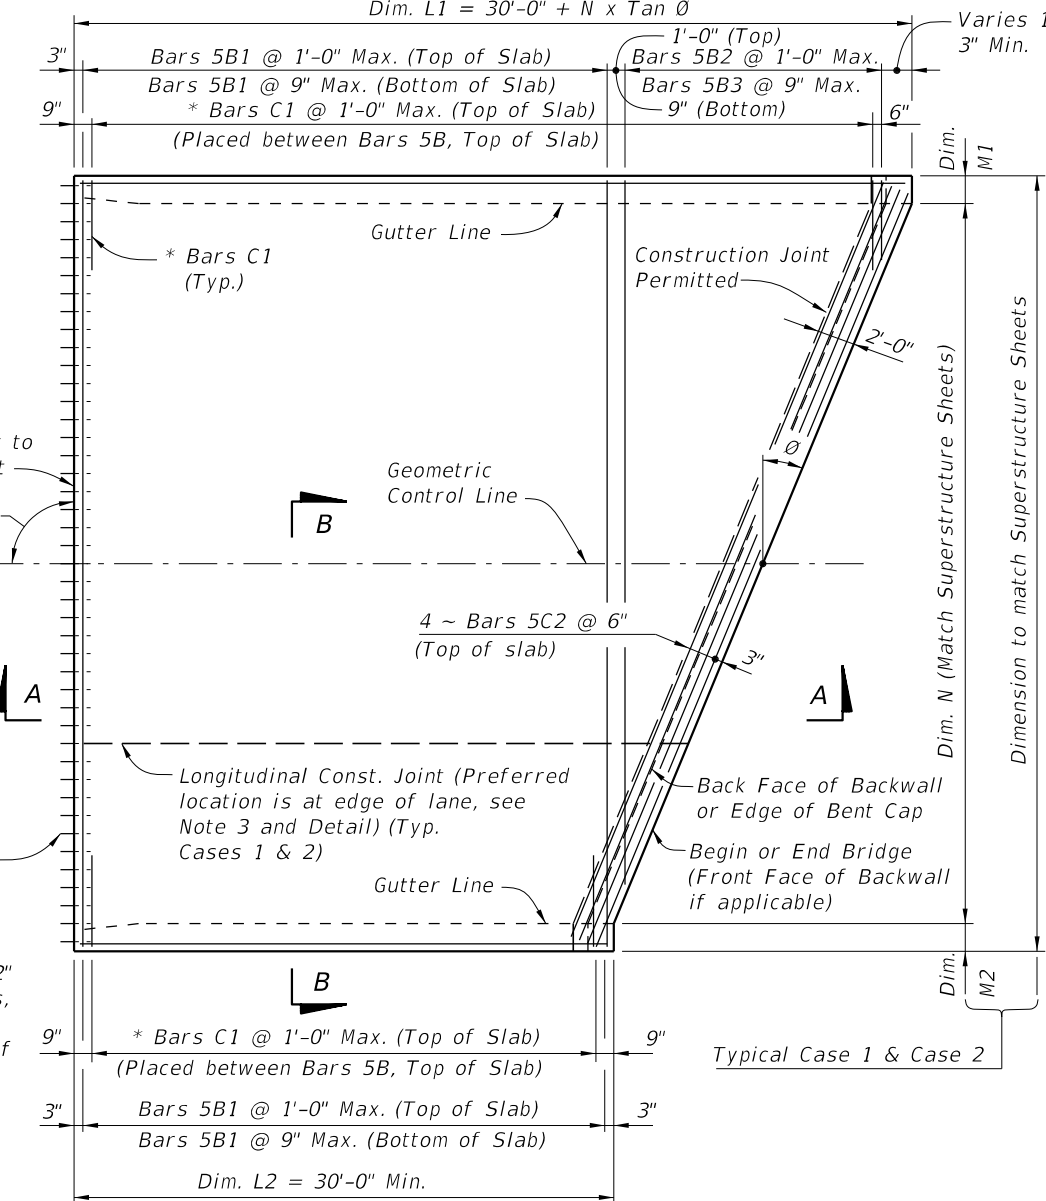 Dim. L1 = 30'-0" + N x Tan Ø
1'-0" (Top)
Varies 1
3" Min.
3"
Bars 5B1 @ 1'-0" Max. (Top of Slab)
Bars 5B2 @ 1'-0" Max.
Bars 5B1 @ 9" Max. (Bottom of Slab)
Bars 5B3 @ 9" Max.
9"
* Bars C1 @ 1'-0" Max. (Top of Slab)
9" (Bottom)
6"
(Placed between Bars 5B, Top of Slab)
Dim.
M1
Gutter Line
* Bars C1
(Typ.)
Construction Joint
Permitted
2'-0"
Dim. N (Match Superstructure Sheets)
Dimension to match Superstructure Sheets
to
t
Ø
Geometric
Control Line
B
4 ~ Bars 5C2 @ 6"
(Top of slab)
3"
A
A
Longitudinal Const. Joint (Preferred
location is at edge of lane, see
Note 3 and Detail) (Typ.
Cases 1 & 2)
Back Face of Backwall
or Edge of Bent Cap
Begin or End Bridge
(Front Face of Backwall
if applicable)
Gutter Line
2"
s,
f
B
Dim.
M2
9"
* Bars C1 @ 1'-0" Max. (Top of Slab)
9"
(Placed between Bars 5B, Top of Slab)
Typical Case 1 & Case 2
3"
Bars 5B1 @ 1'-0" Max. (Top of Slab)
3"
Bars 5B1 @ 9" Max. (Bottom of Slab)
Dim. L2 = 30'-0" Min.